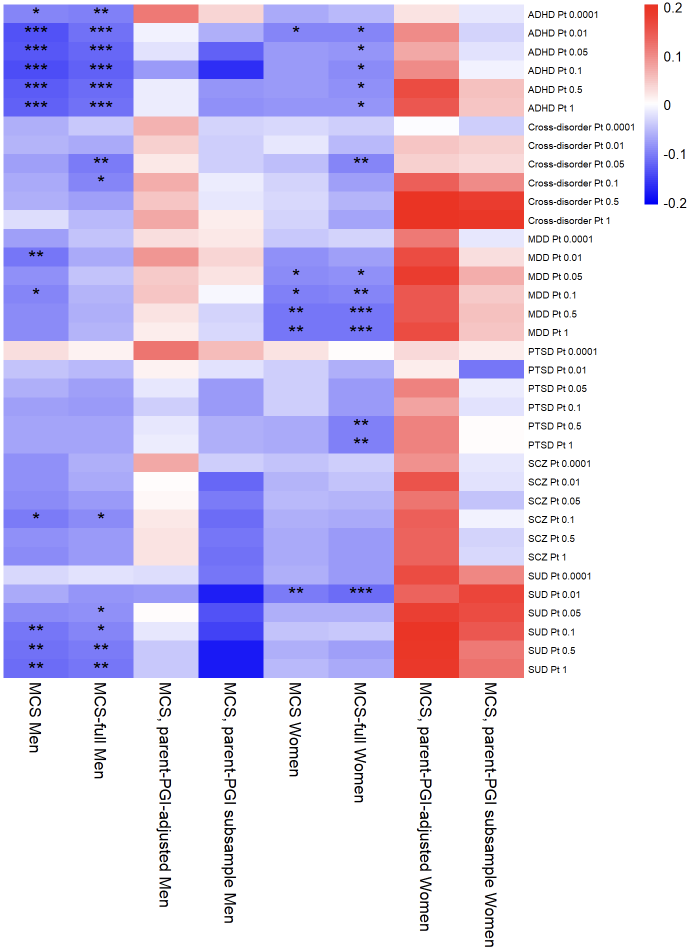 * ** ADHD Pt 0.0001
*** *** * * ADHD Pt 0.01
*** *** * ADHD Pt 0.05
*** *** * ADHD Pt 0.1
*** *** * ADHD Pt 0.5
*** *** * ADHD Pt 1
Cross-disorder Pt 0.0001
Cross-disorder Pt 0.01
** ** Cross-disorder Pt 0.05
* Cross-disorder Pt 0.1
Cross-disorder Pt 0.5
Cross-disorder Pt 1
MDD Pt 0.0001
** MDD Pt 0.01
* * MDD Pt 0.05
* * ** MDD Pt 0.1
** *** MDD Pt 0.5
** *** MDD Pt 1
PTSD Pt 0.0001
PTSD Pt 0.01
PTSD Pt 0.05
PTSD Pt 0.1
** PTSD Pt 0.5
** PTSD Pt 1
SCZ Pt 0.0001
SCZ Pt 0.01
SCZ Pt 0.05
* * SCZ Pt 0.1
SCZ Pt 0.5
SCZ Pt 1
SUD Pt 0.0001
** *** SUD Pt 0.01
* SUD Pt 0.05
** * SUD Pt 0.1
** ** SUD Pt 0.5
** ** SUD Pt 1
MCS Men
MCS-full Men
MCS, parent-PGI-adjusted Men
MCS, parent-PGI subsample Men
MCS Women
MCS-full Women
MCS, parent-PGI-adjusted Women
MCS, parent-PGI subsample Women
0.2
0.1
0
-0.1
-0.2